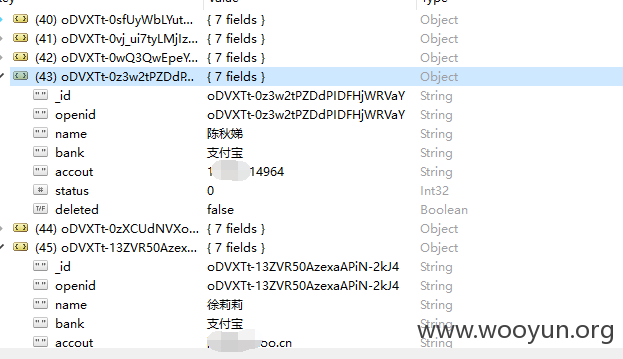 Type
(40) oDVXTt-0sfUyWbLYut... { 7 fields } Object
(41) oDVXTt-0vj_ui7tyLMjIz... { 7 fields } Object
(42) oDVXTt-0wQ3QwEpeY... { 7 fields } Object
(43) oDVXTt-0z3w2tPZDdP... { 7 fields } Object
_id oDVXTt-0z3w2tPZDdPIDFHjWRVaY String
openid oDVXTt-0z3w2tPZDdPIDFHjWRVaY String
name 陈秋娣 String
bank 支付宝 String
accout 1 14964 String
status 0 Int32
deleted false Boolean
(44) oDVXTt-0zXCUdNVXo... { 7 fields } Object
(45) oDVXTt-13ZVR50Azex... { 7 fields } Object
_id oDVXTt-13ZVR50AzexaAPiN-2kJ4 String
openid oDVXTt-13ZVR50AzexaAPiN-2kJ4 String
name 徐莉莉 String
bank 支付宝 String
accout oo.cn String
www.wooyun.org